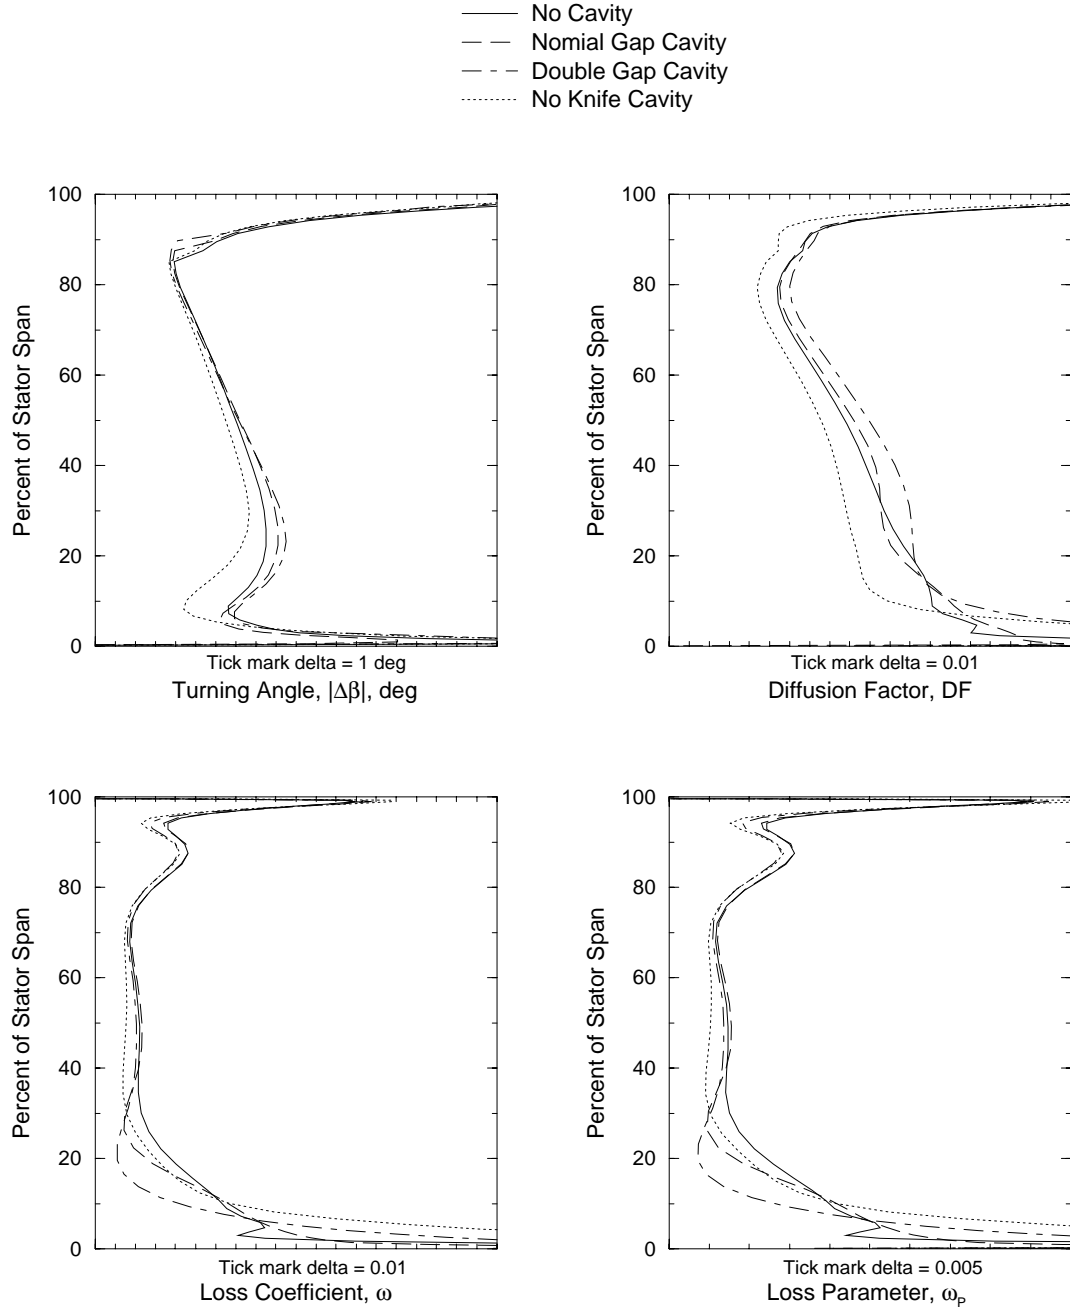 No Cavity
Nomial Gap Cavity
Double Gap Cavity
No Knife Cavity
100
80
60
40
20
0
Percent of Stator Span
Tick mark delta = 1 deg
Turning Angle, |Δβ|, deg
100
80
60
40
20
0
Percent of Stator Span
Tick mark delta = 0.01
Diffusion Factor, DF
100
80
60
40
20
0
Percent of Stator Span
Tick mark delta = 0.01
Loss Coefficient, ω
100
80
60
40
20
0
Percent of Stator Span
Tick mark delta = 0.005
Loss Parameter, ωP